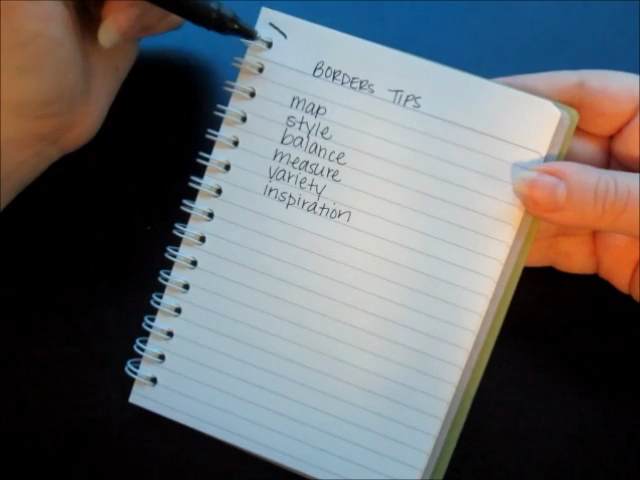 BORDERS TIPS
map
style
balance
measure
variety
inspiration